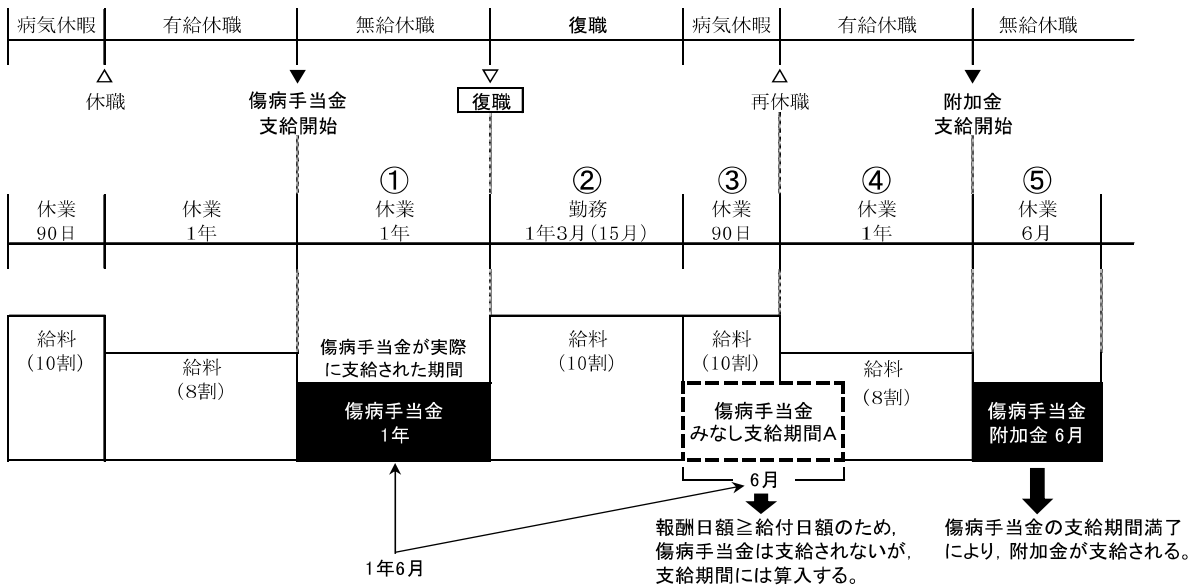 病気休暇 有給休職 無給休職 復職 病気休暇 有給休職 無給休職
△ ▼ ▽ △ ▼
休職 傷病手当金 復職 再休職 附加金
支給開始 支給開始
① ② ③ ④ ⑤
休業 休業 休業 勤務 休業 休業 休業
90日 1年 1年 1年3月(15月) 90日 1年 6月
給料 給料 傷病手当金が実際 給料 給料 給料
(10割) (8割) に支給された期間 (10割) (10割) (8割)
傷病手当金 傷病手当金 傷病手当金
1年 みなし支給期間A 附加金 6月
6月
1年6月
報酬日額≧給付日額のため,
傷病手当金は支給されないが,
支給期間には算入する。
傷病手当金の支給期間満了
により, 附加金が支給される。